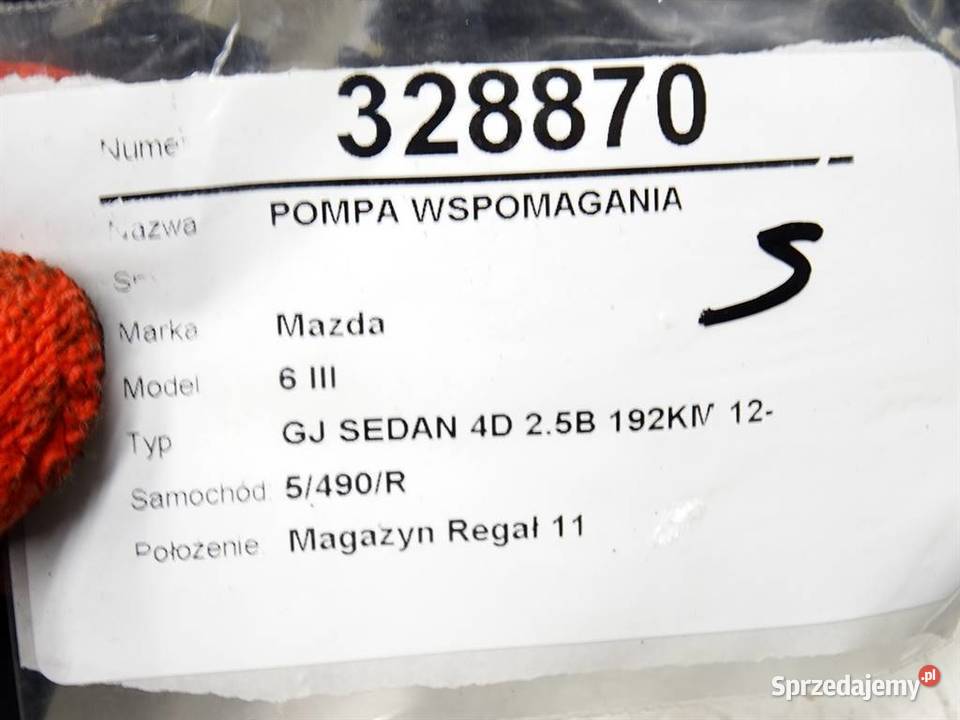 Numer 328870
Nazwa POMPA WSPOMAGANIA
S
Marka Mazda
Model 6 III
Typ GJ SEDAN 4D 2.5B 192KM 12-
Samochód 5/490/R
Położenie Magazyn Regał 11
Sprzedajemy.pl